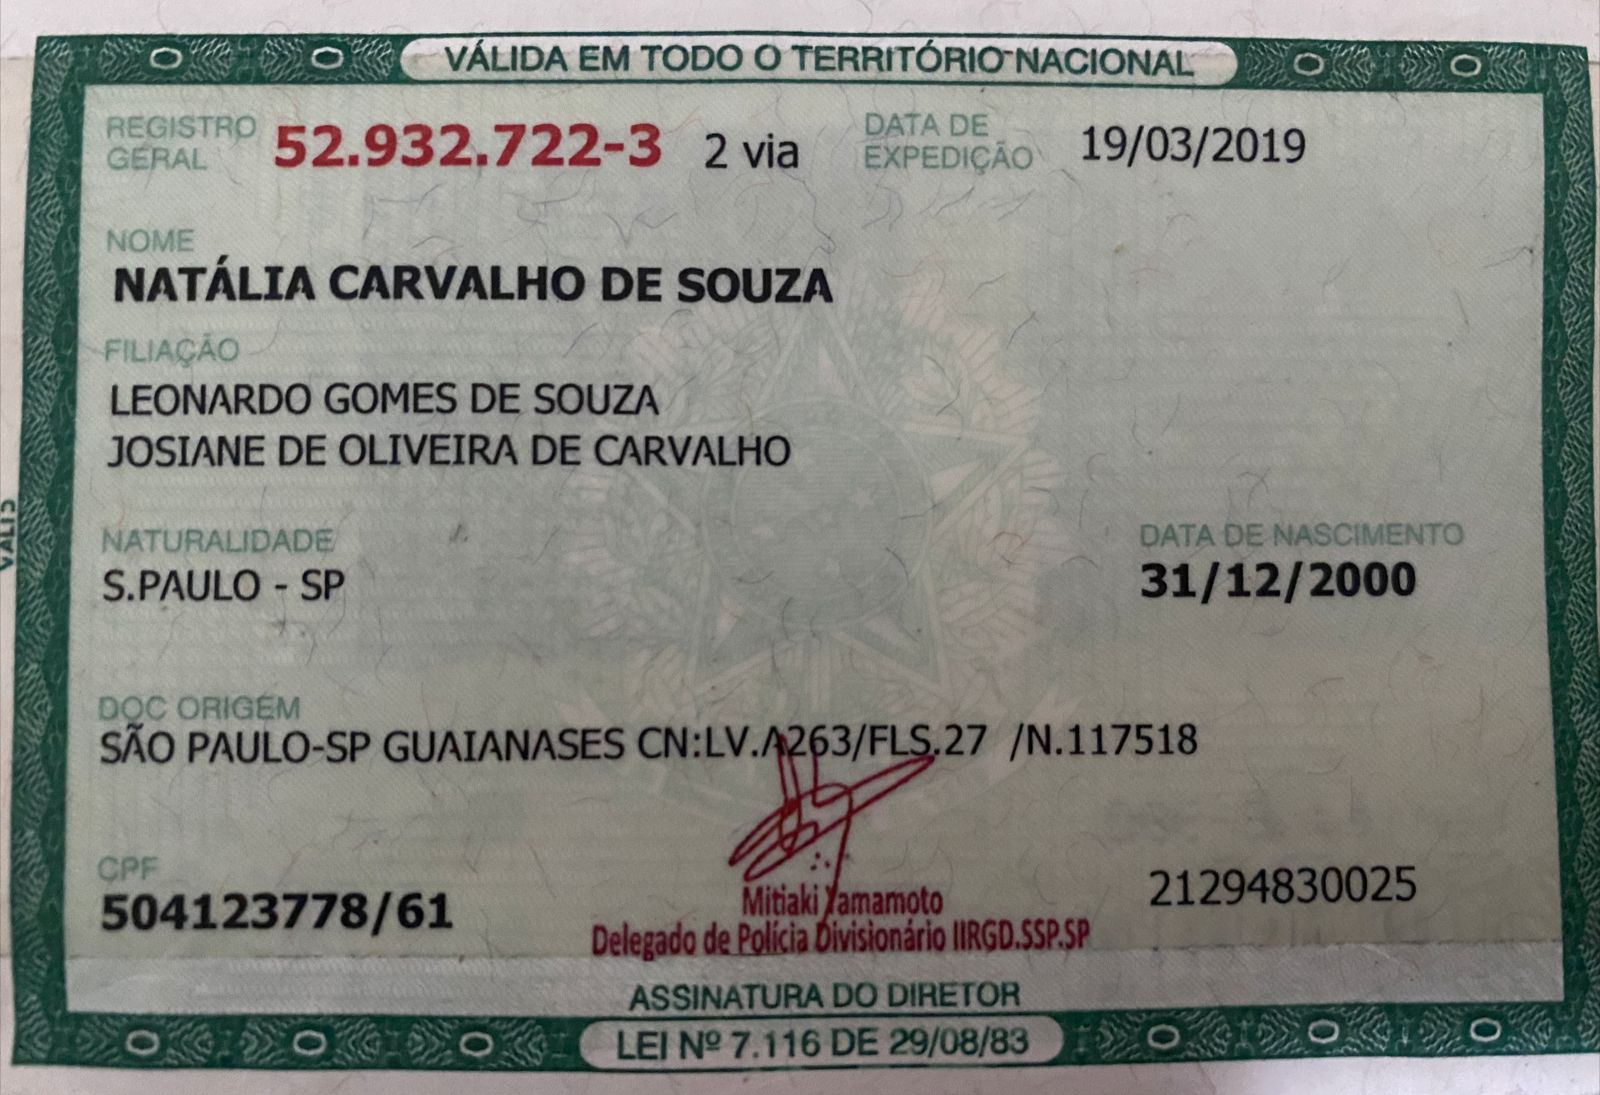 VÁLIDA EM TODO O TERRITÓRIO NACIONAL
REGISTRO GERAL 52.932.722-3 2 via DATA DE EXPEDIÇÃO 19/03/2019
NOME
NATÁLIA CARVALHO DE SOUZA
FILIAÇÃO
LEONARDO GOMES DE SOUZA
JOSIANE DE OLIVEIRA DE CARVALHO
NATURALIDADE DATA DE NASCIMENTO
S.PAULO - SP 31/12/2000
DOC ORIGEM
SÃO PAULO-SP GUAIANASES CN:LV.A263/FLS.27 /N.117518
CPF
504123778/61 21294830025
Mitiaki Yamamoto
Delegado de Polícia Divisionário IIRGD.SSP.SP
ASSINATURA DO DIRETOR
LEI Nº 7.116 DE 29/08/83